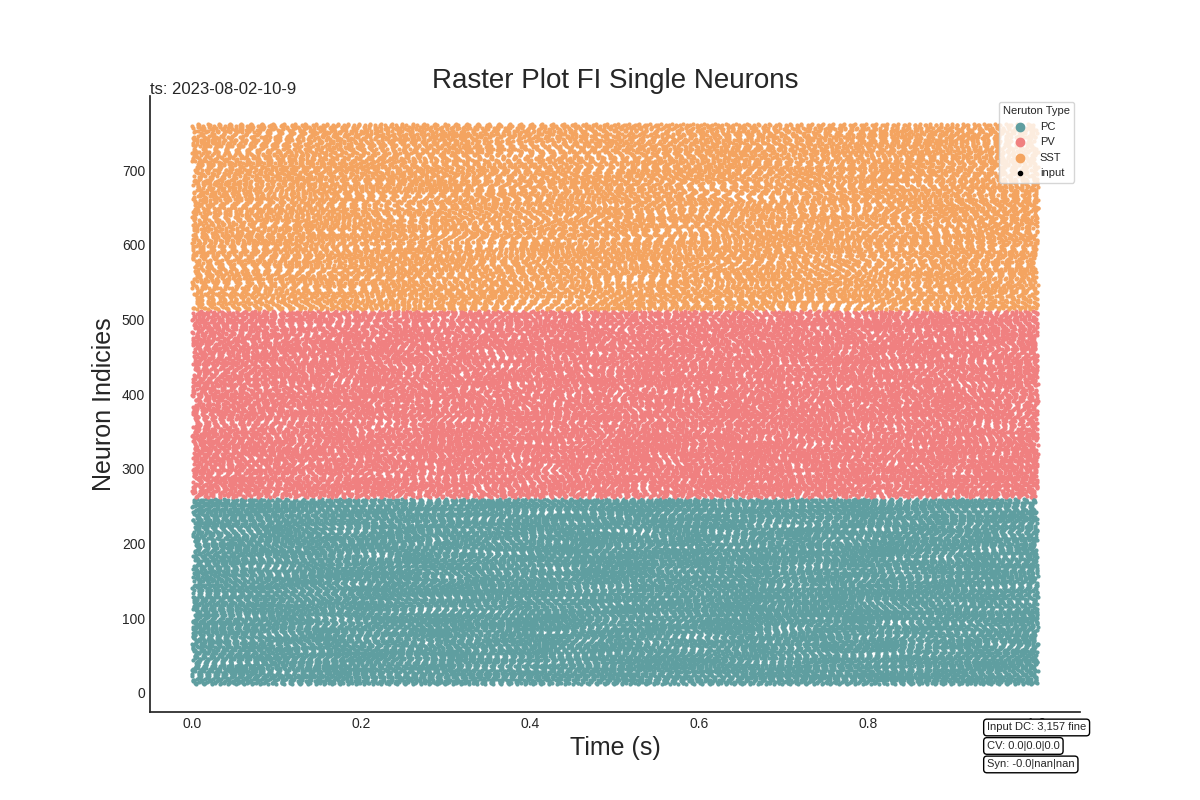 Raster Plot FI Single Neurons
ts: 2023-08-02-10-9
Neruton Type
PC
PV
SST
input
Neuron Indicies
700
600
500
400
300
200
100
0
0.0 0.2 0.4 0.6 0.8
Time (s)
Input DC: 3,157 fine
CV: 0.0|0.0|0.0
Syn: -0.0|nan|nan